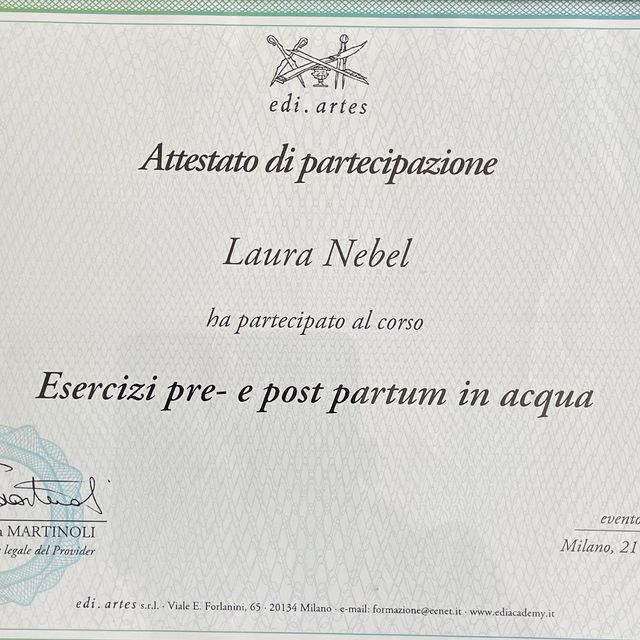 edi.artes
Attestato di partecipazione
Laura Nebel
ha partecipato al corso
Esercizi pre- e post partum in acqua
MARTINOLI
legale del Provider
evento
Milano, 21
edi.artes s.r.l. - Viale E. Forlanini, 65 - 20134 Milano - e-mail: formazione@eenet.it - www.ediacademy.it